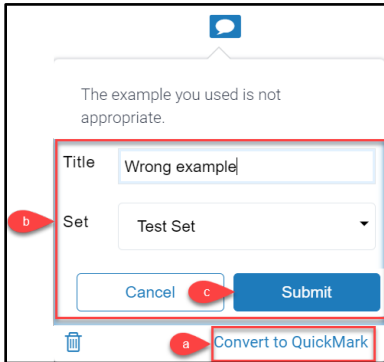 The example you used is not
appropriate.
Title Wrong example
b Set Test Set
Cancel c Submit
a Convert to QuickMark